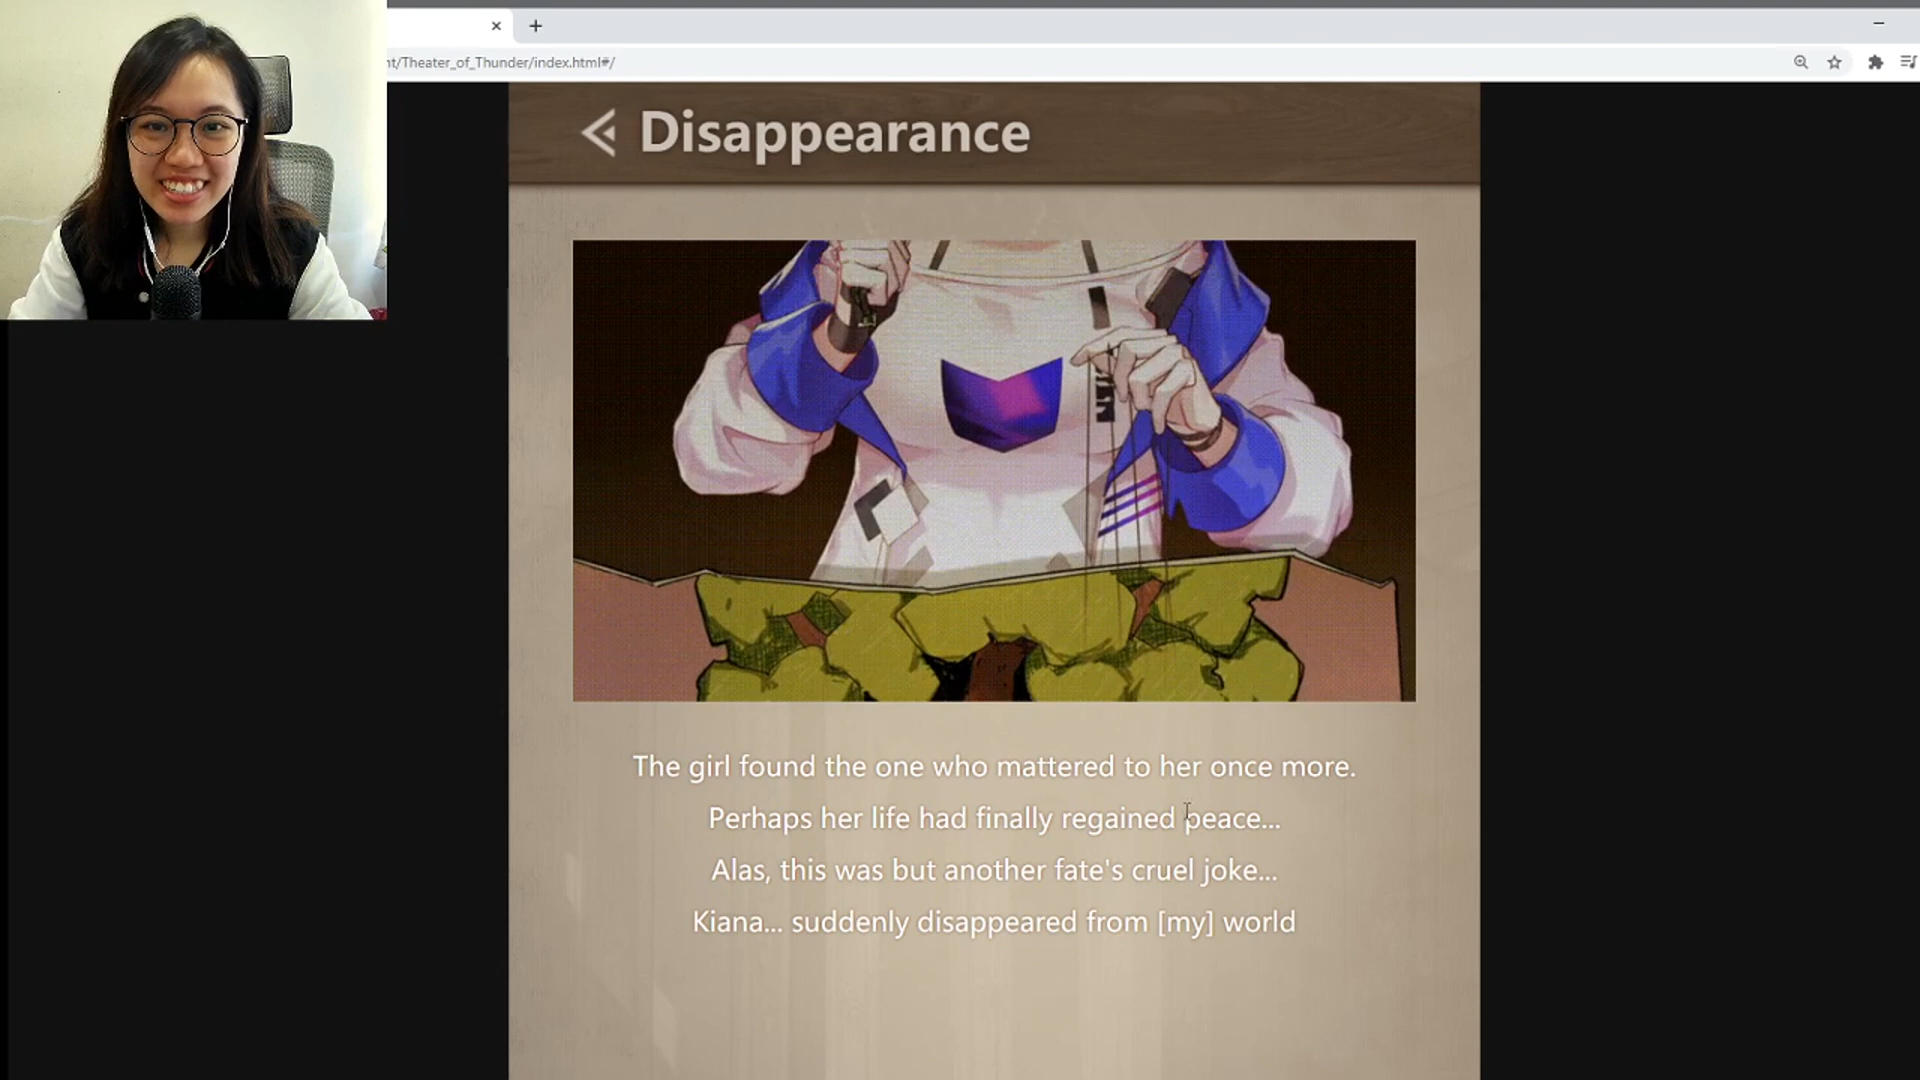 nt/Theater_of_Thunder/index.html#/
Disappearance
The girl found the one who mattered to her once more.
Perhaps her life had finally regained peace...
Alas, this was but another fate's cruel joke...
Kiana... suddenly disappeared from [my] world